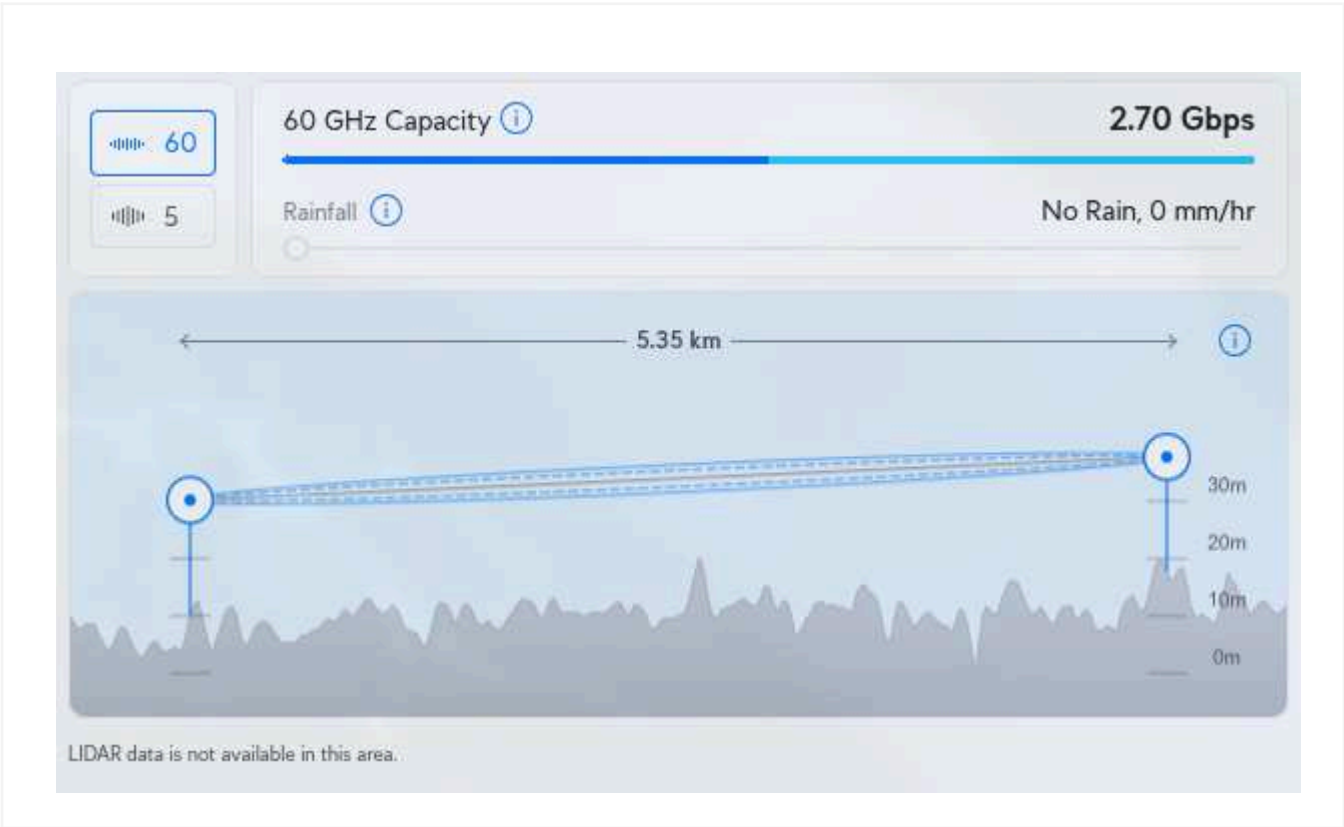 60
5
60 GHz Capacity
2.70 Gbps
Rainfall
No Rain, 0 mm/hr
5.35 km
30m
20m
10m
0m
LIDAR data is not available in this area.